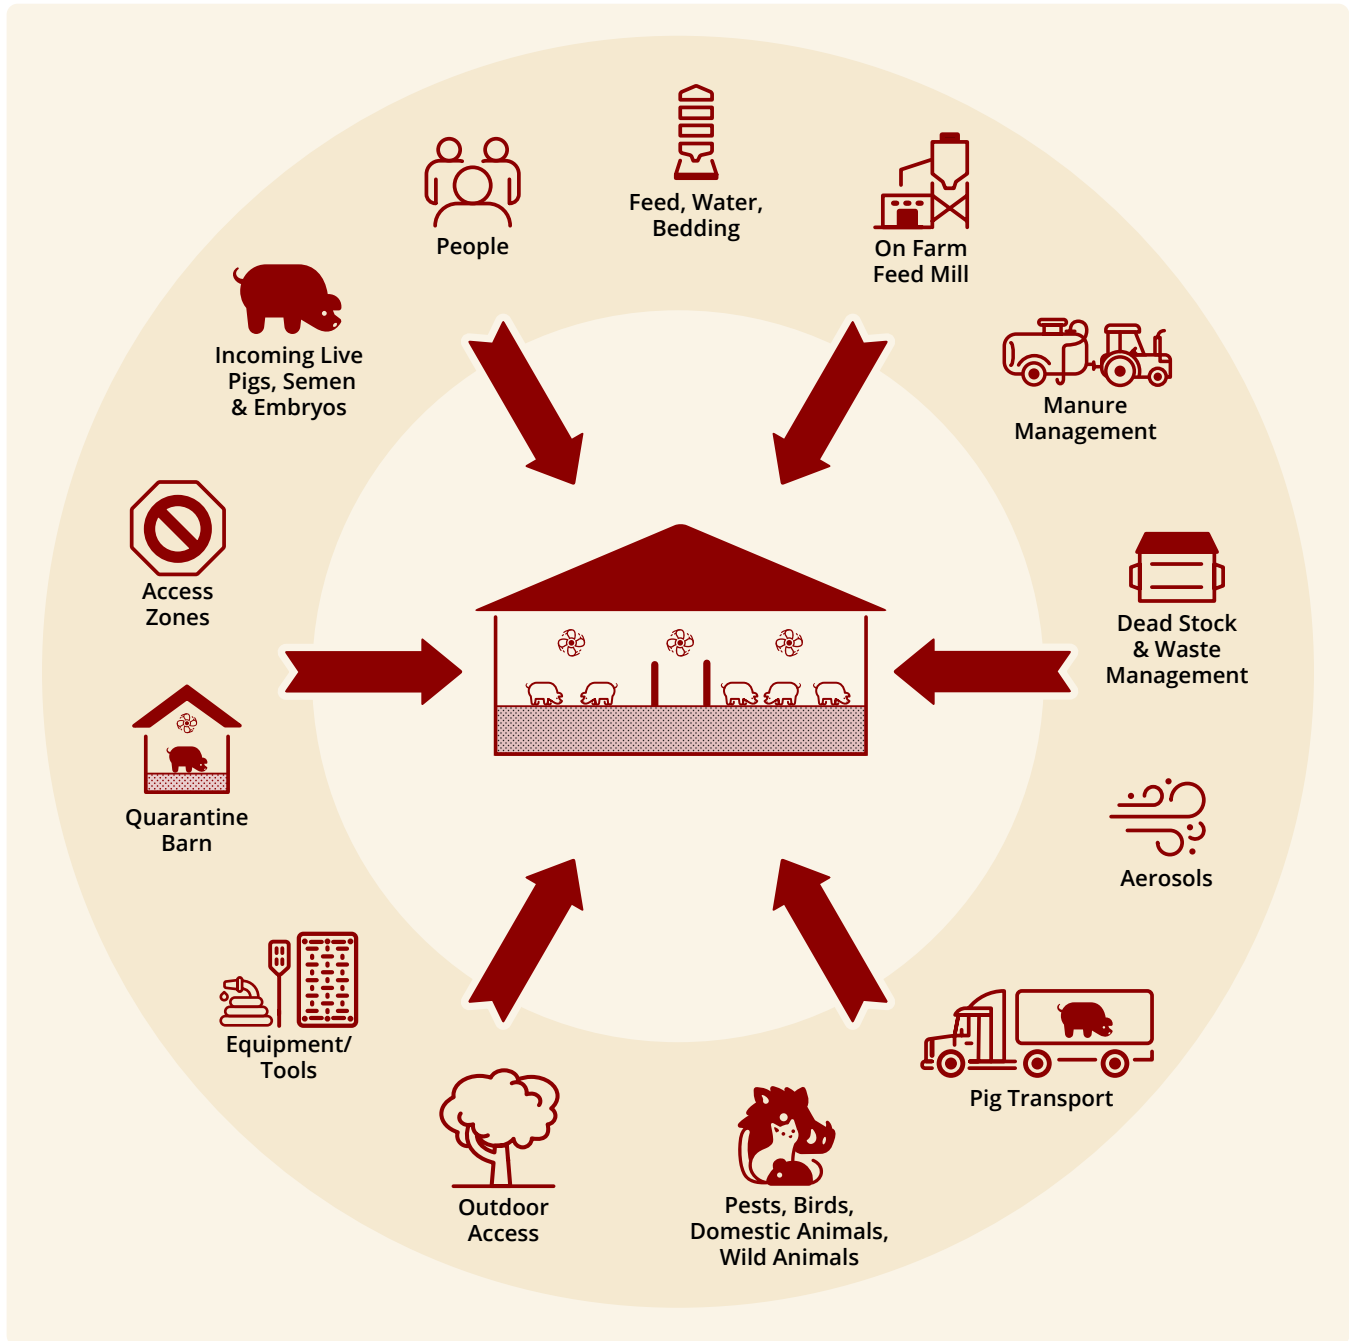 Feed, Water,
Bedding
People
On Farm
Feed Mill
Incoming Live
Pigs, Semen
& Embryos
Manure
Management
Access
Zones
Dead Stock
& Waste
Management
Quarantine
Barn
Aerosols
Equipment/
Tools
Pig Transport
Outdoor
Access
Pests, Birds,
Domestic Animals,
Wild Animals